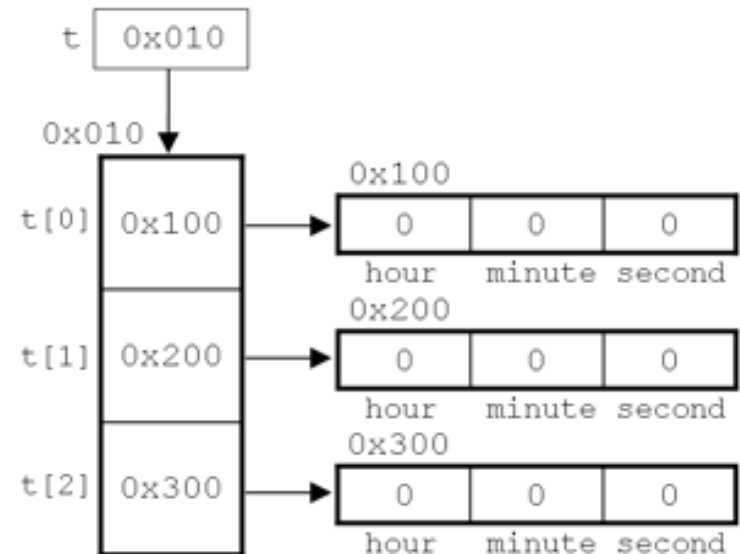 t 0x010
0x010
0x100
t[0] 0x100 0 0 0
hour minute second
0x200
t[1] 0x200 0 0 0
hour minute second
0x300
t[2] 0x300 0 0 0
hour minute second